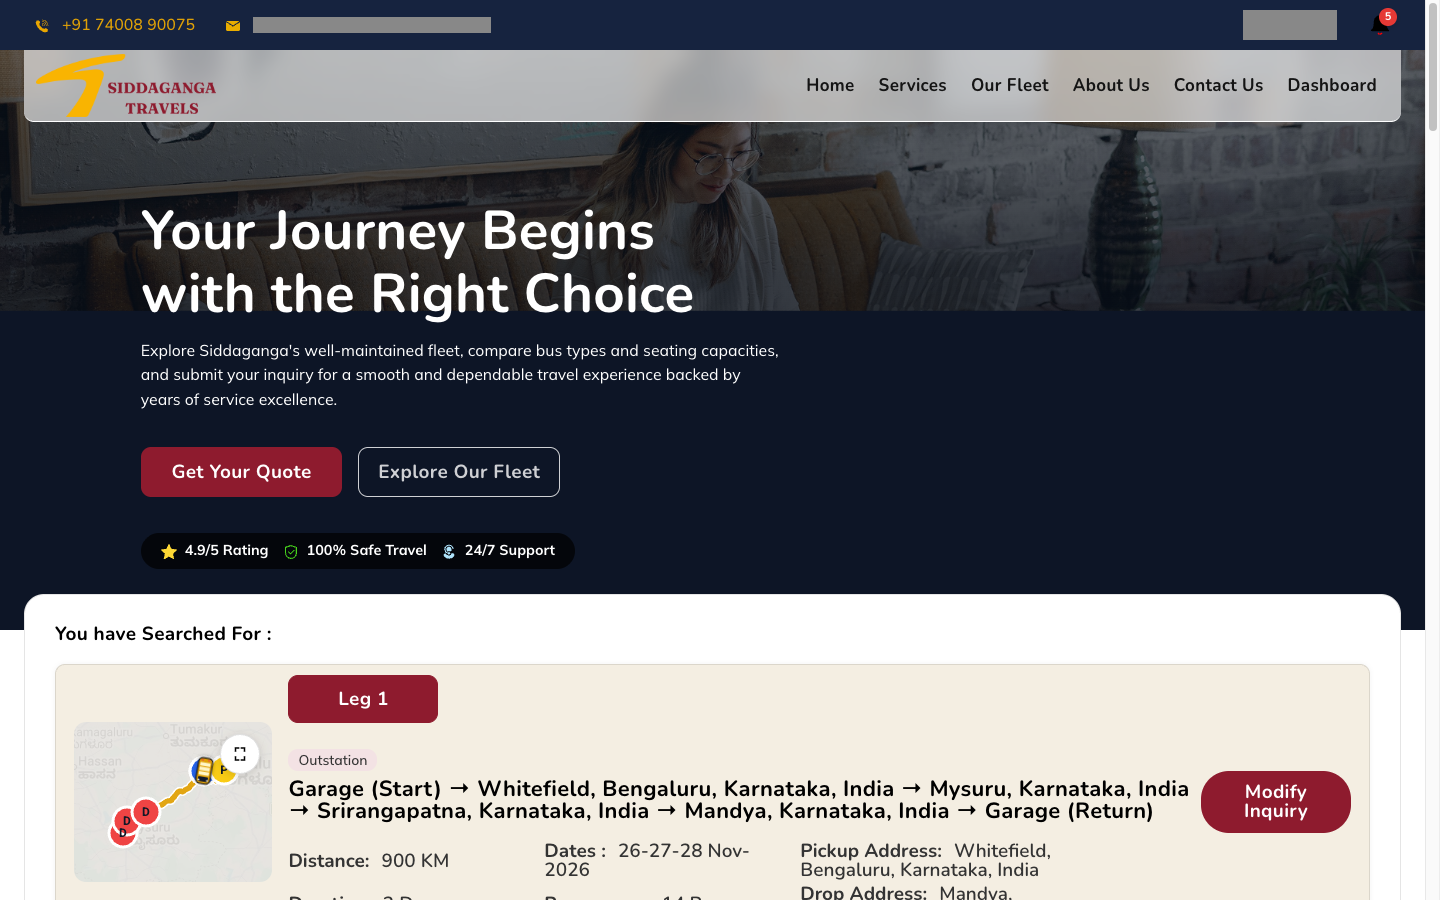 +91 74008 90075
5
SIDDAGANGA
TRAVELS
Home Services Our Fleet About Us Contact Us Dashboard
Your Journey Begins
with the Right Choice
Explore Siddaganga's well-maintained fleet, compare bus types and seating capacities,
and submit your inquiry for a smooth and dependable travel experience backed by
years of service excellence.
Get Your Quote Explore Our Fleet
4.9/5 Rating 100% Safe Travel 24/7 Support
You have Searched For :
Leg 1
Tumakur
Hassan
ಹಾಸನ
P
D
D
D
Outstation
Garage (Start) → Whitefield, Bengaluru, Karnataka, India → Mysuru, Karnataka, India
→ Srirangapatna, Karnataka, India → Mandya, Karnataka, India → Garage (Return)
Modify
Inquiry
Distance: 900 KM
Dates : 26-27-28 Nov-
2026
Pickup Address: Whitefield,
Bengaluru, Karnataka, India
Drop Address: Mandya,